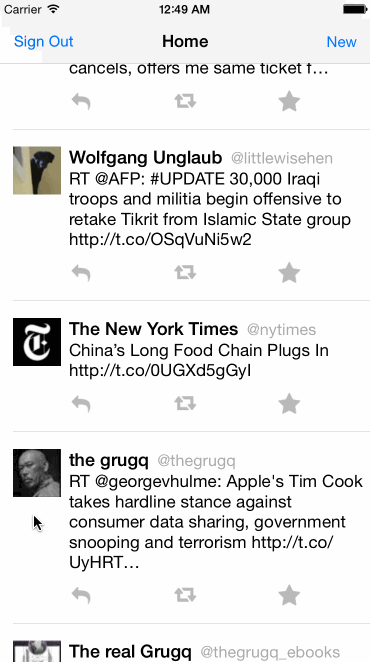 Carrier 12:49 AM
Sign Out Home New
cancels, offers me same ticket f…
Wolfgang Unglaub @littlewisehen
RT @AFP: #UPDATE 30,000 Iraqi
troops and militia begin offensive to
retake Tikrit from Islamic State group
http://t.co/OSqVuNi5w2
The New York Times @nytimes
China’s Long Food Chain Plugs In
http://t.co/0UGXd5gGyI
the grugq @thegrugq
RT @georgevhulme: Apple's Tim Cook
takes hardline stance against
consumer data sharing, government
snooping and terrorism http://t.co/
UyHRT…
The real Grugq @thegrugq_ebooks